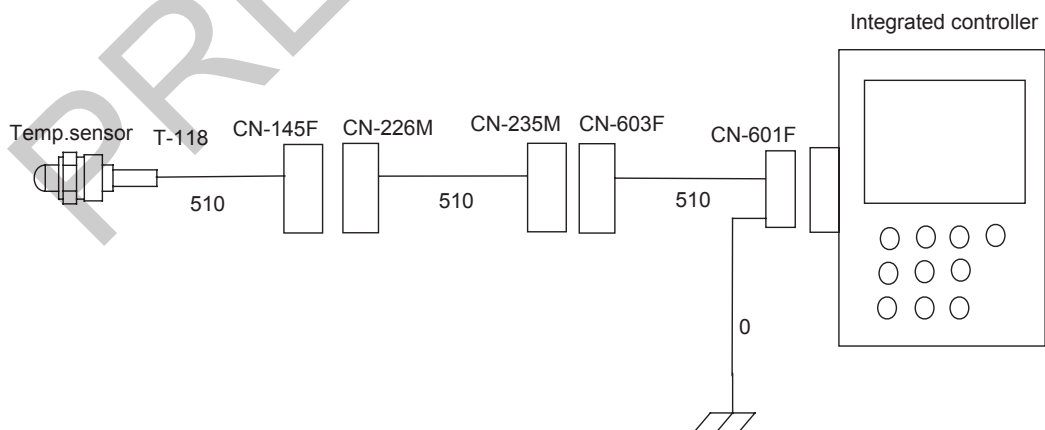 Integrated controller
Temp.sensor T-118 CN-145F CN-226M CN-235M CN-603F CN-601F
510 510 510
0